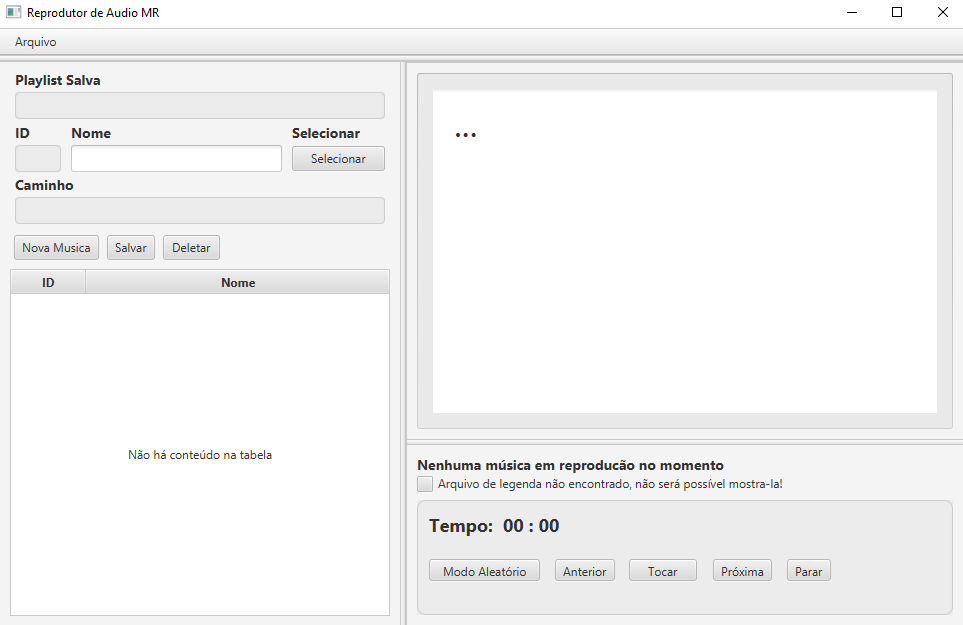 Reprodutor de Audio MR
Arquivo
Playlist Salva
ID Nome Selecionar
Selecionar
Caminho
Nova Musica Salvar Deletar
ID Nome
Não há conteúdo na tabela
...
Nenhuma música em reproducão no momento
Arquivo de legenda não encontrado, não será possível mostra-la!
Tempo: 00 : 00
Modo Aleatório Anterior Tocar Próxima Parar